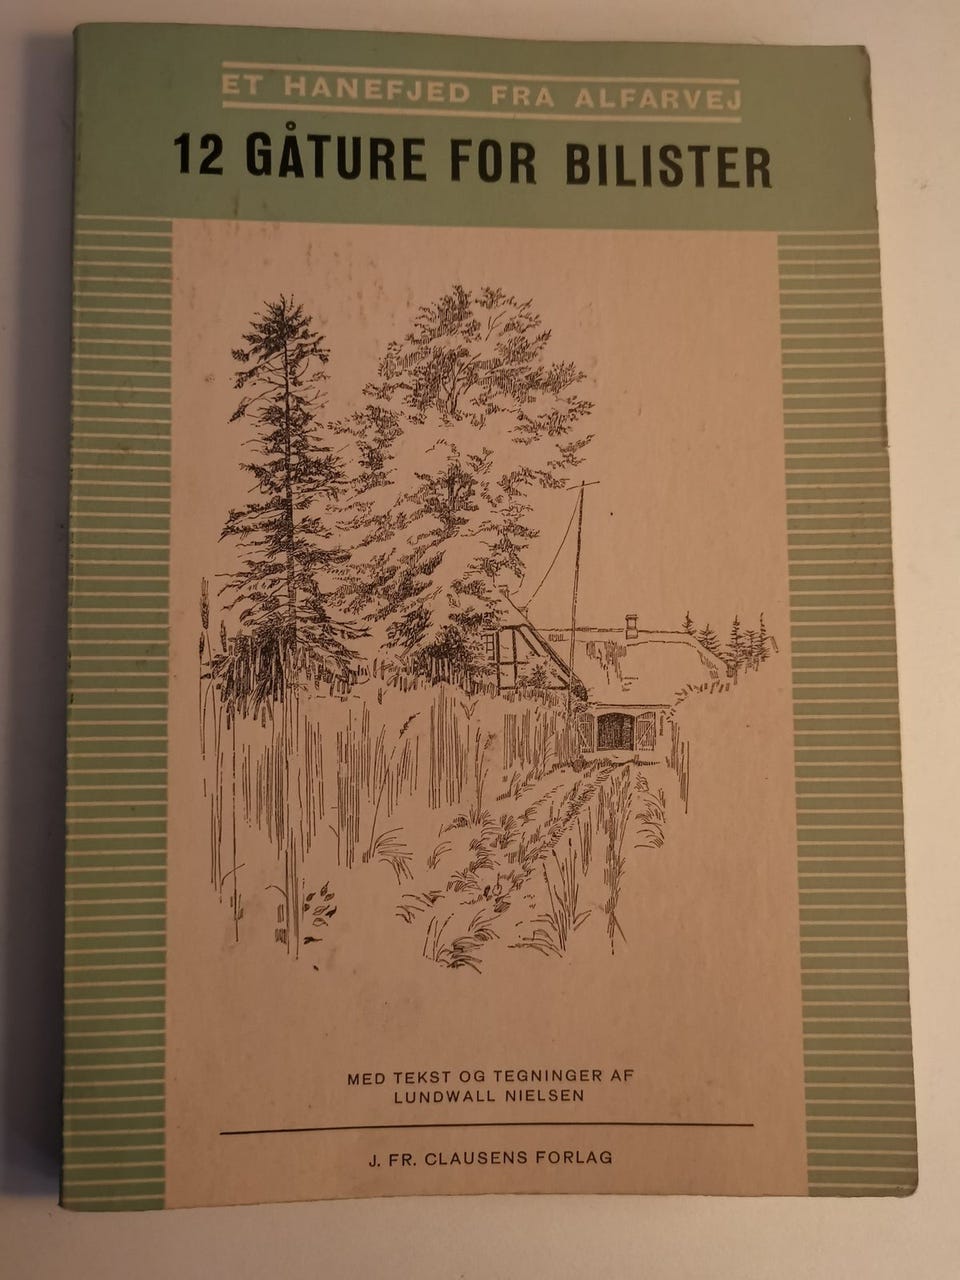 ET HANEFJED FRA ALFARVEJ
12 GÅTURE FOR BILISTER
MED TEKST OG TEGNINGER AF
LUNDWALL NIELSEN
J. FR. CLAUSENS FORLAG